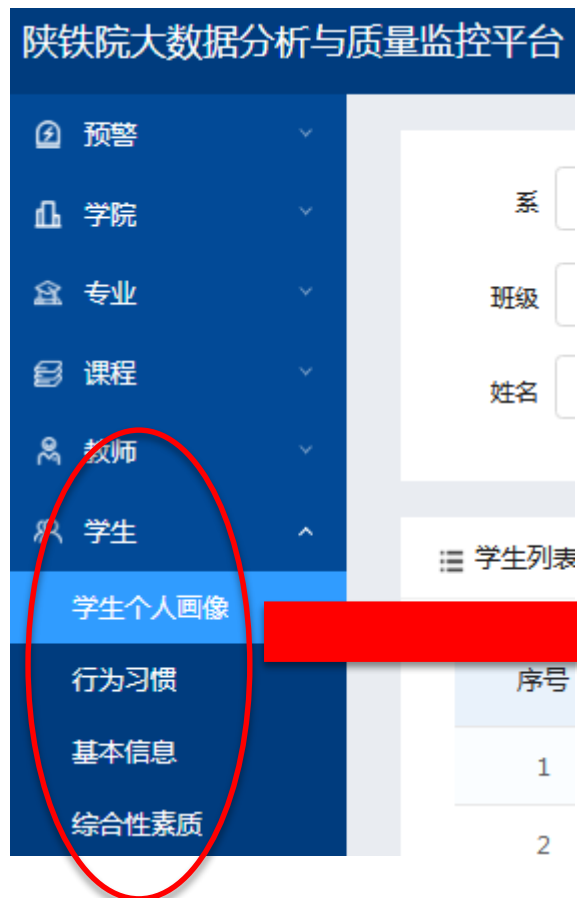 陕铁院大数据分析与质量监控平台
预警
学院
专业
课程
教师
学生
学生个人画像
行为习惯
基本信息
综合性素质
系
班级
姓名
学生列表
序号
1
2